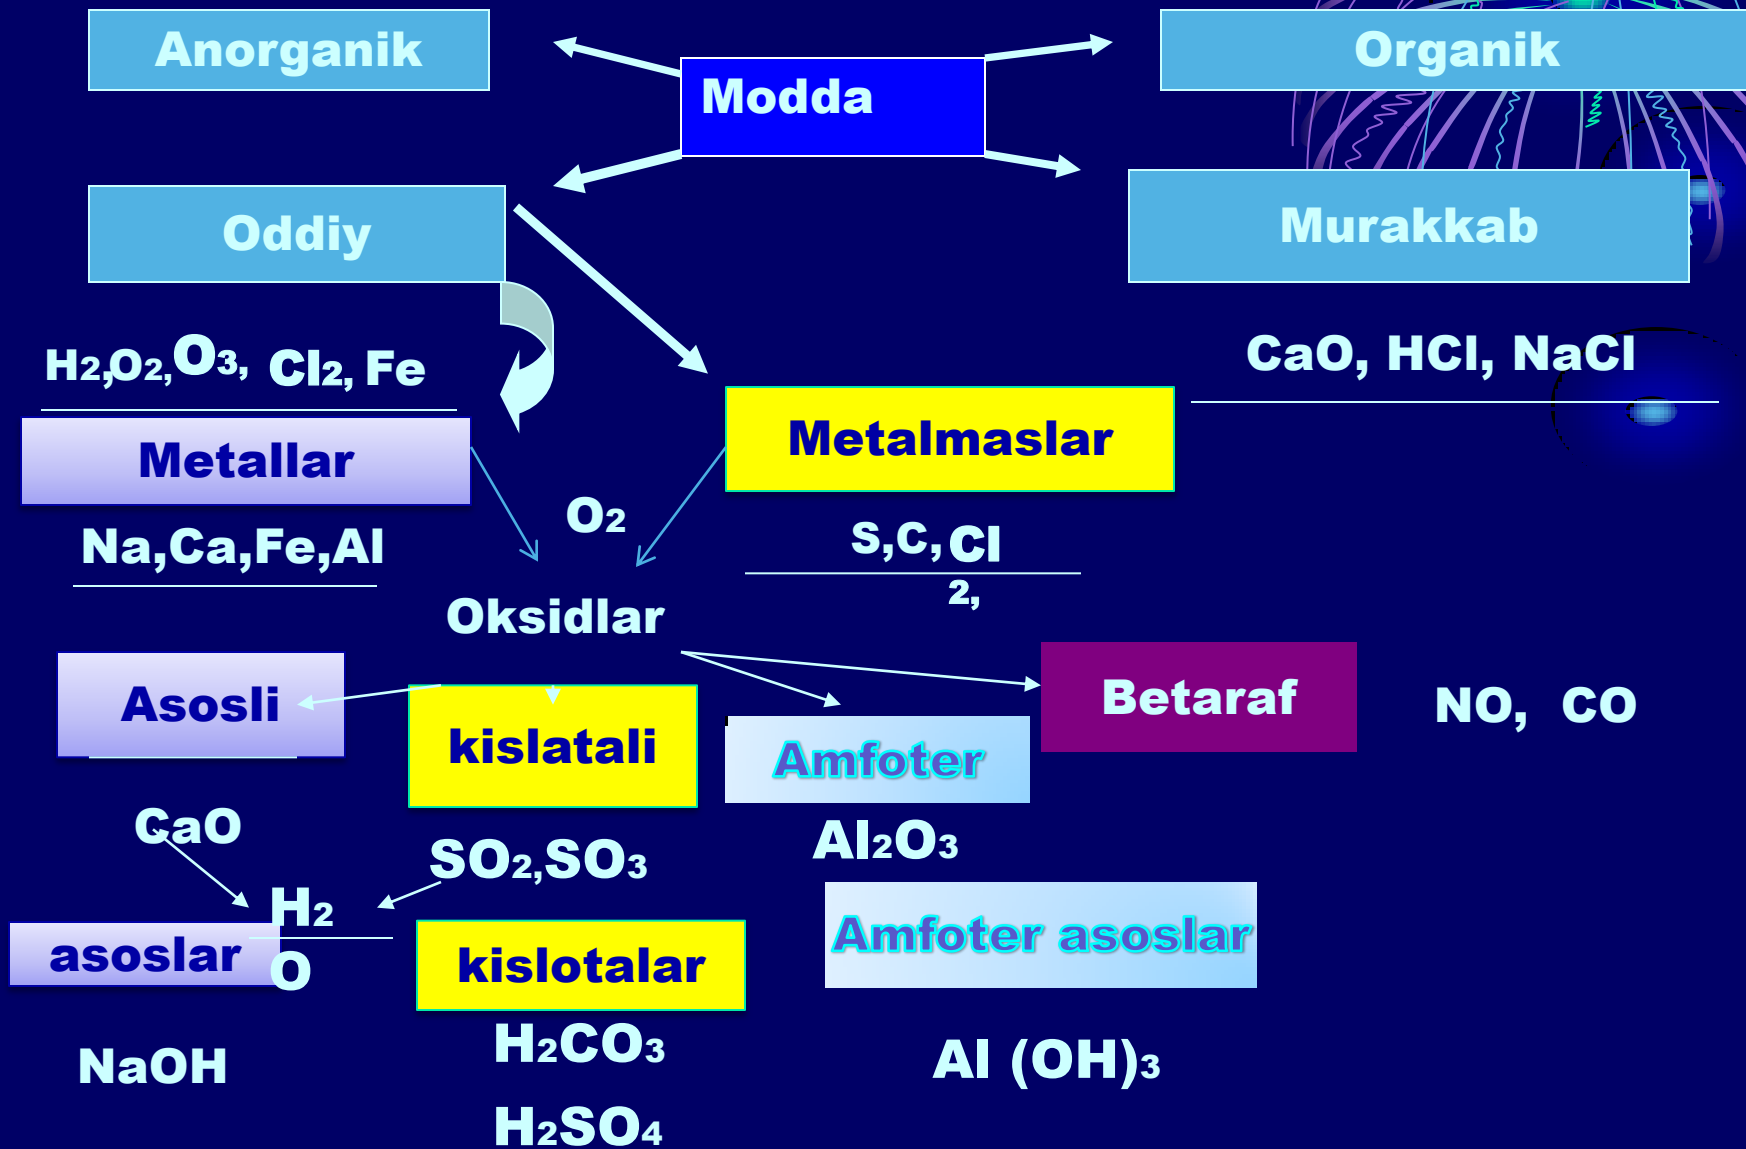 Anorganik
Organik
Modda
Oddiy
Murakkab
H2,O2,O3, Cl2, Fe
CaO, HCl, NaCl
Metallar
Metalmaslar
O2
Na,Ca,Fe,Al
S,C,Cl
2,
Oksidlar
Asosli
kislatali
Amfoter
Betaraf
NO, CO
CaO
SO2,SO3
Al2O3
H2
O
asoslar
kislotalar
Amfoter asoslar
NaOH
H2CO3
Al (OH)3
H2SO4